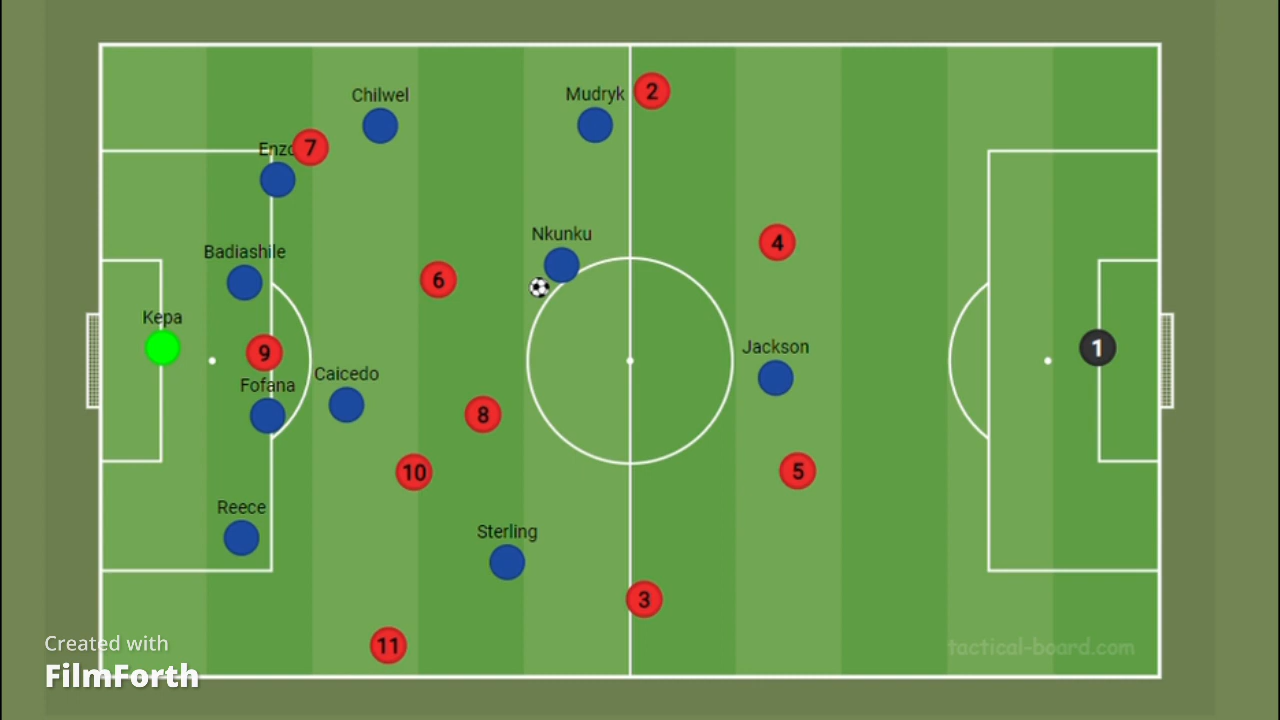 Chilwel
Mudryk
2
Enzo
7
Nkunku
4
Badiashile
6
Kepa
9
Jackson
1
Fofana
Caicedo
8
10
5
Reece
Sterling
3
11
Created with
FilmForth
tactical-board.com